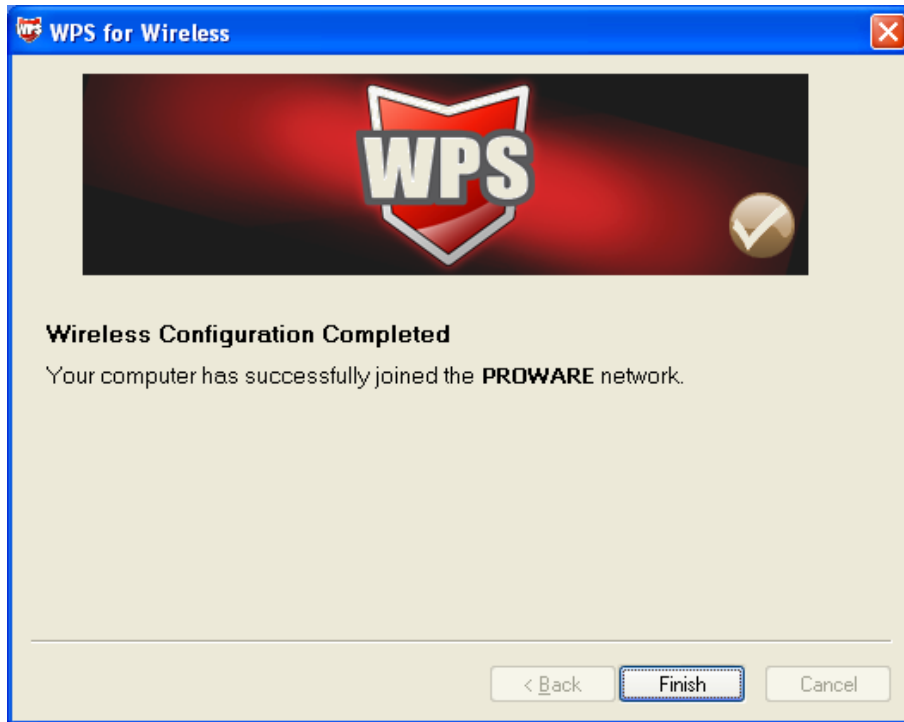 WPS for Wireless
WPS
Wireless Configuration Completed
Your computer has successfully joined the PROWARE network.
< Back
Finish
Cancel